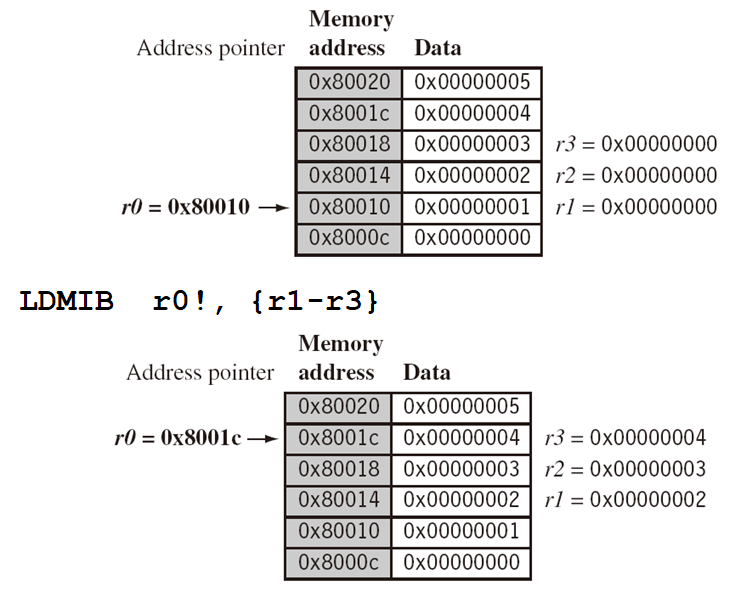 Memory
Address pointer address Data
0x80020 0x00000005
0x8001c 0x00000004
0x80018 0x00000003 r3 = 0x00000000
0x80014 0x00000002 r2 = 0x00000000
r0 = 0x80010 0x80010 0x00000001 r1 = 0x00000000
0x8000c 0x00000000
LDMIB r0!, {r1-r3}
Memory
Address pointer address Data
0x80020 0x00000005
r0 = 0x8001c 0x8001c 0x00000004 r3 = 0x00000004
0x80018 0x00000003 r2 = 0x00000003
0x80014 0x00000002 r1 = 0x00000002
0x80010 0x00000001
0x8000c 0x00000000